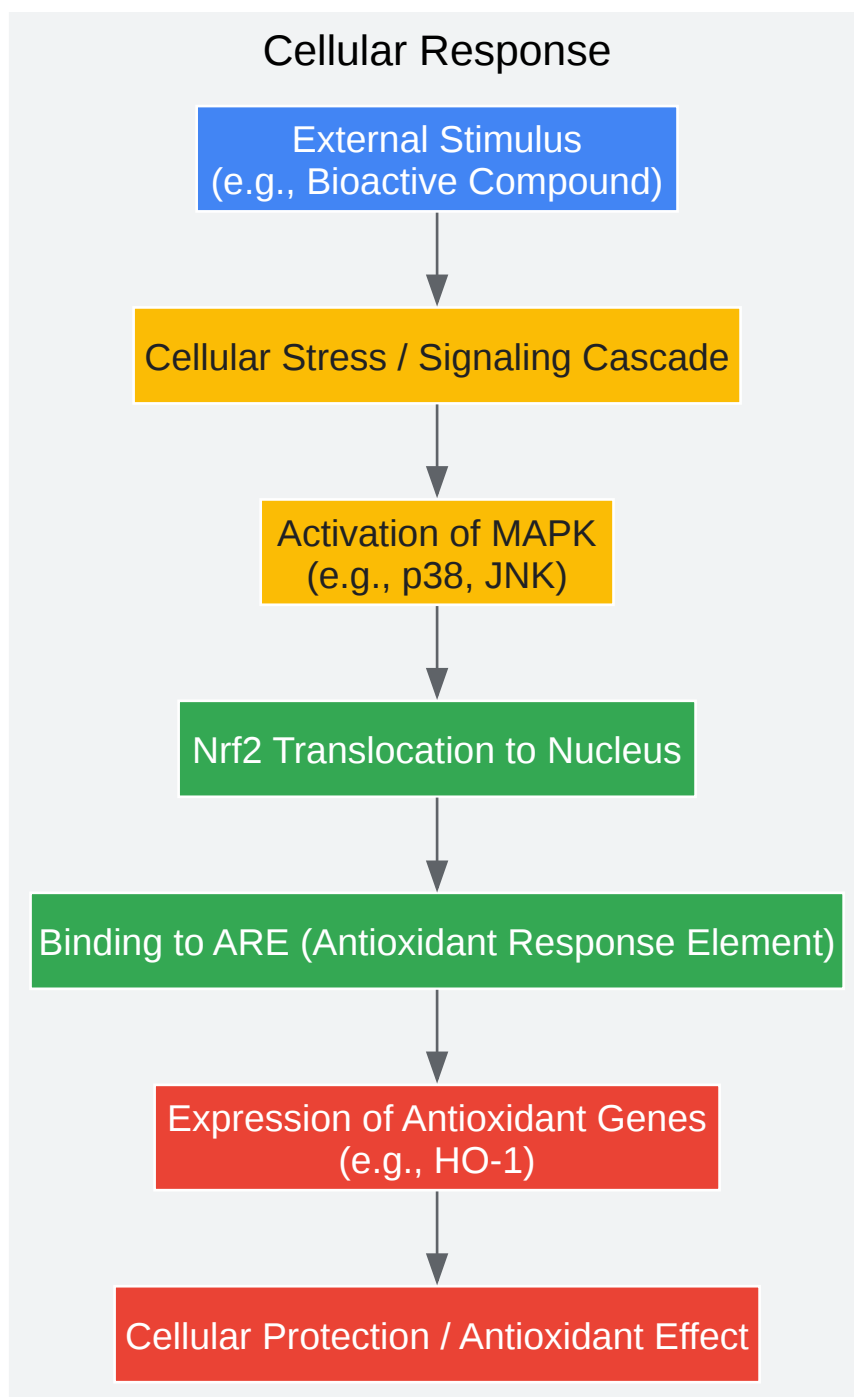 Cellular Response
External Stimulus
(e.g., Bioactive Compound)
Cellular Stress / Signaling Cascade
Activation of MAPK
(e.g., p38, JNK)
Nrf2 Translocation to Nucleus
Binding to ARE (Antioxidant Response Element)
Expression of Antioxidant Genes
(e.g., HO-1)
Cellular Protection / Antioxidant Effect